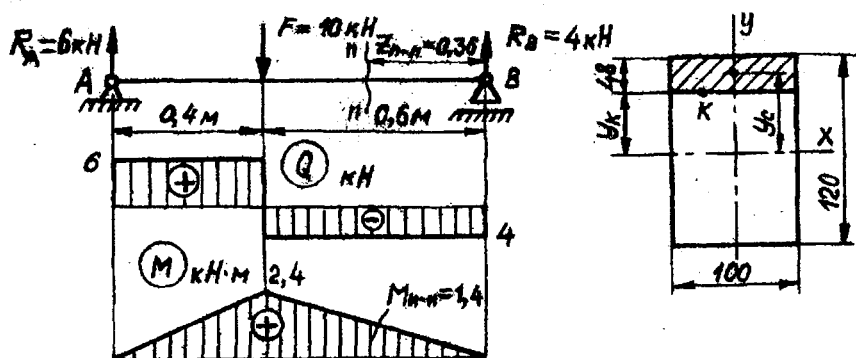 R_A=6кН
F=10кН
n
Z_n-n=0,36
R_B=4кН
A
B
n
0,4м
0,6м
6
+
Q
кН
-
4
M
кН·м
2,4
M_n-n=1,4
+
y
48
K
y_K
y_C
X
120
100